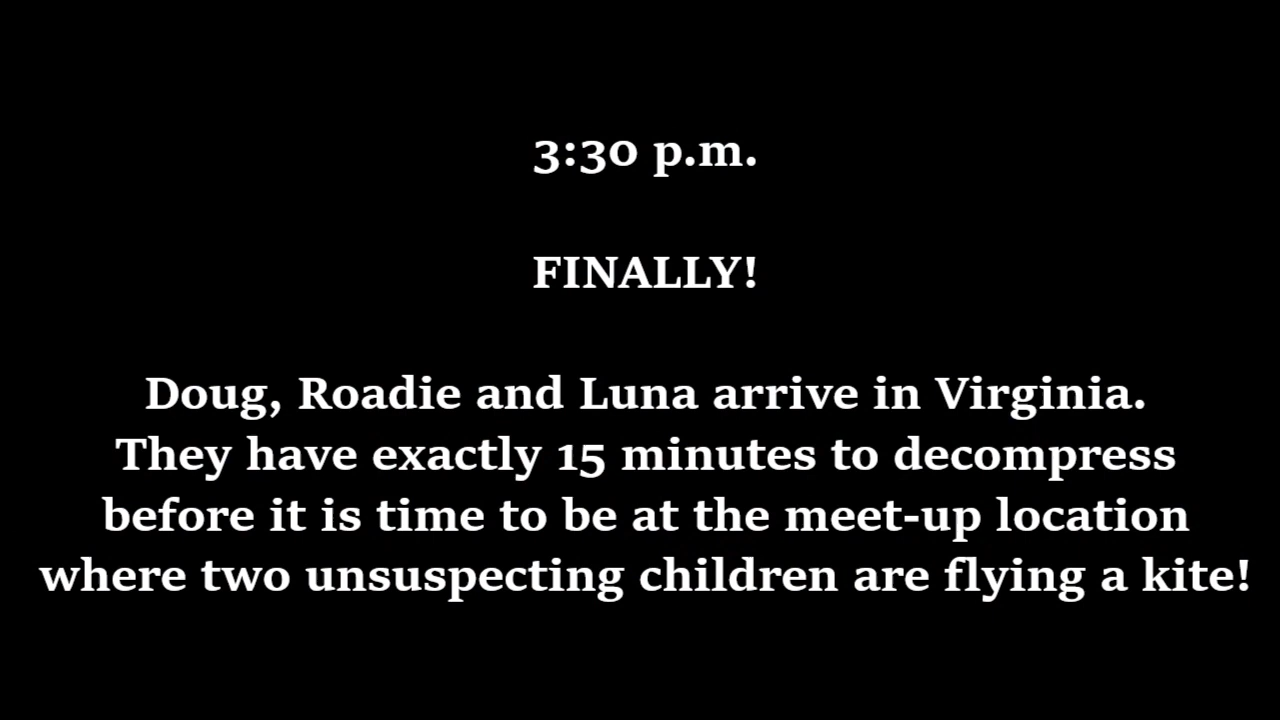 3:30 p.m.
FINALLY!
Doug, Roadie and Luna arrive in Virginia.
They have exactly 15 minutes to decompress
before it is time to be at the meet-up location
where two unsuspecting children are flying a kite!